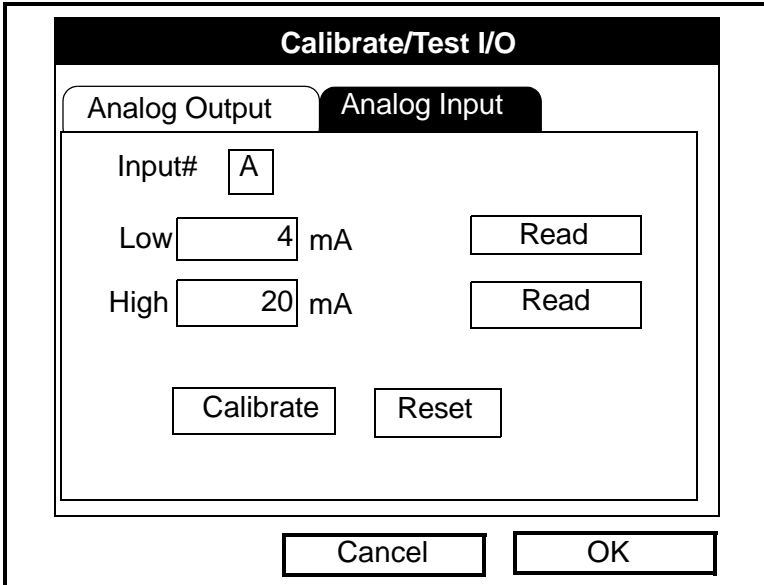 Calibrate/Test I/O
Analog Output Analog Input
Input# A
Low 4 mA Read
High 20 mA Read
Calibrate Reset
Cancel OK